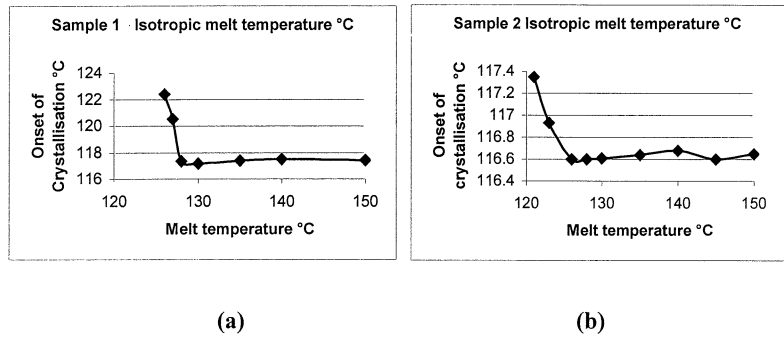 Sample 1 · Isotropic melt temperature °C
Onset of
Crystallisation °C
124
122
120
118
116
120
130
140
150
Melt temperature °C
(a)
Sample 2 Isotropic melt temperature °C
Onset of
crystallisation °C
117.4
117.2
117
116.8
116.6
116.4
120
130
140
150
Melt temperature °C
(b)